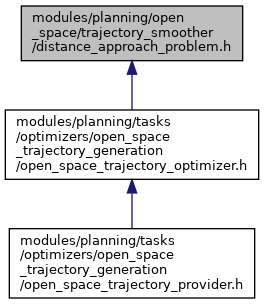 modules/planning/open
_space/trajectory_smoother
/distance_approach_problem.h
modules/planning/tasks
/optimizers/open_space
_trajectory_generation
/open_space_trajectory_optimizer.h
modules/planning/tasks
/optimizers/open_space
_trajectory_generation
/open_space_trajectory_provider.h